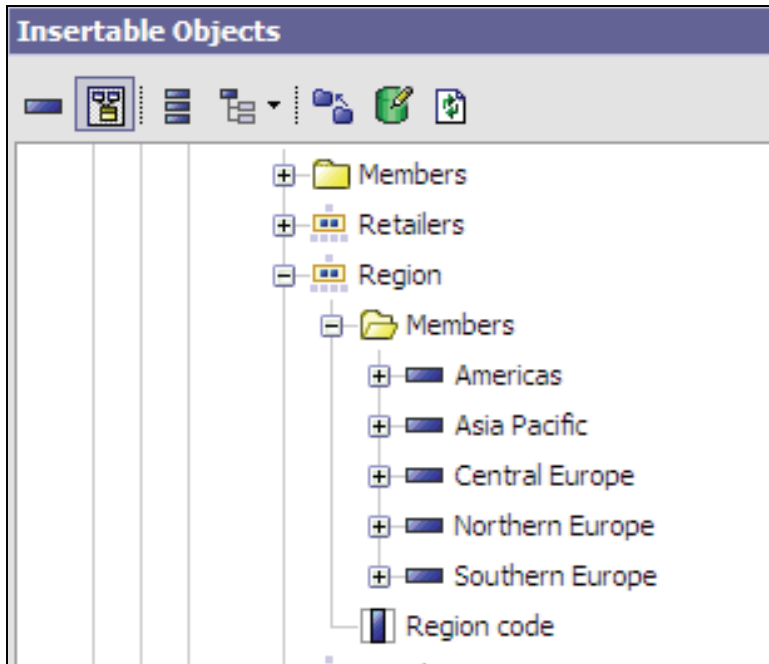 Insertable Objects
Members
Retailers
Region
Members
Americas
Asia Pacific
Central Europe
Northern Europe
Southern Europe
Region code